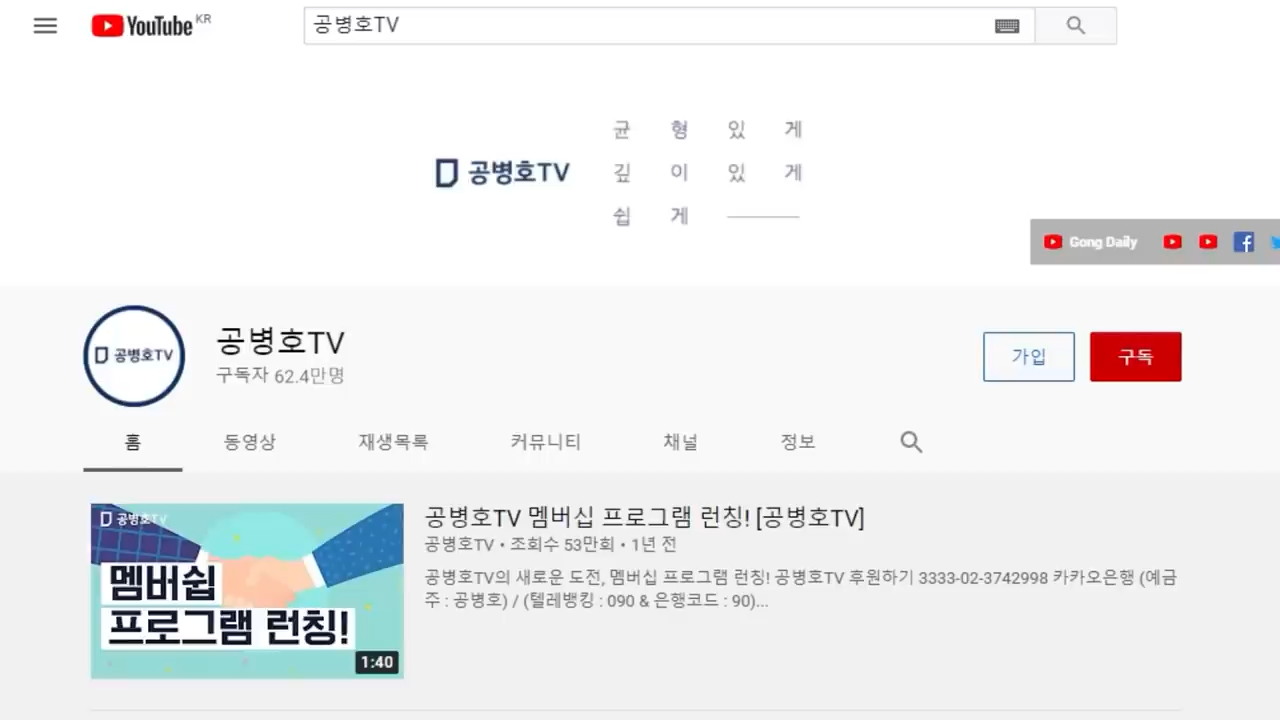 YouTube KR
공병호TV
균 형 있 게
공병호TV
깊 이 있 게
쉽 게
Gong Daily
공병호TV
공병호TV
구독자 62.4만명
가입
구독
홈
동영상
재생목록
커뮤니티
채널
정보
공병호TV
멤버쉽
프로그램 런칭!
1:40
공병호TV 멤버십 프로그램 런칭! [공병호TV]
공병호TV • 조회수 53만회 • 1년 전
공병호TV의 새로운 도전, 멤버십 프로그램 런칭! 공병호TV 후원하기 3333-02-3742998 카카오은행 (예금
주 : 공병호) / (텔레뱅킹 : 090 & 은행코드 : 90)...